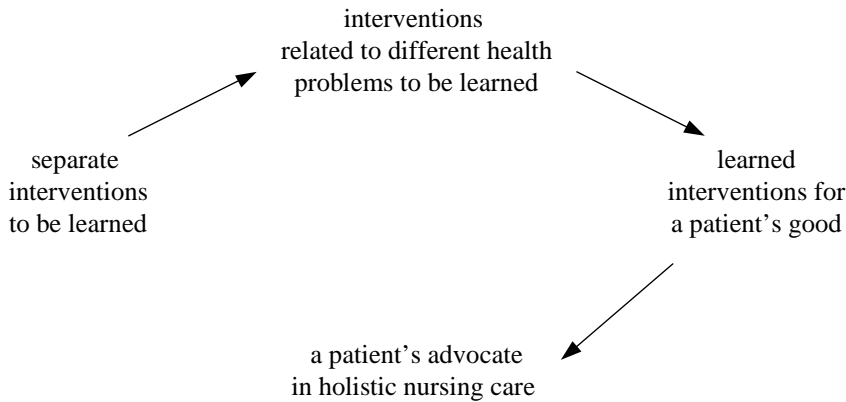 interventions
related to different health
problems to be learned
separate
interventions
to be learned
learned
interventions for
a patient’s good
a patient’s advocate
in holistic nursing care